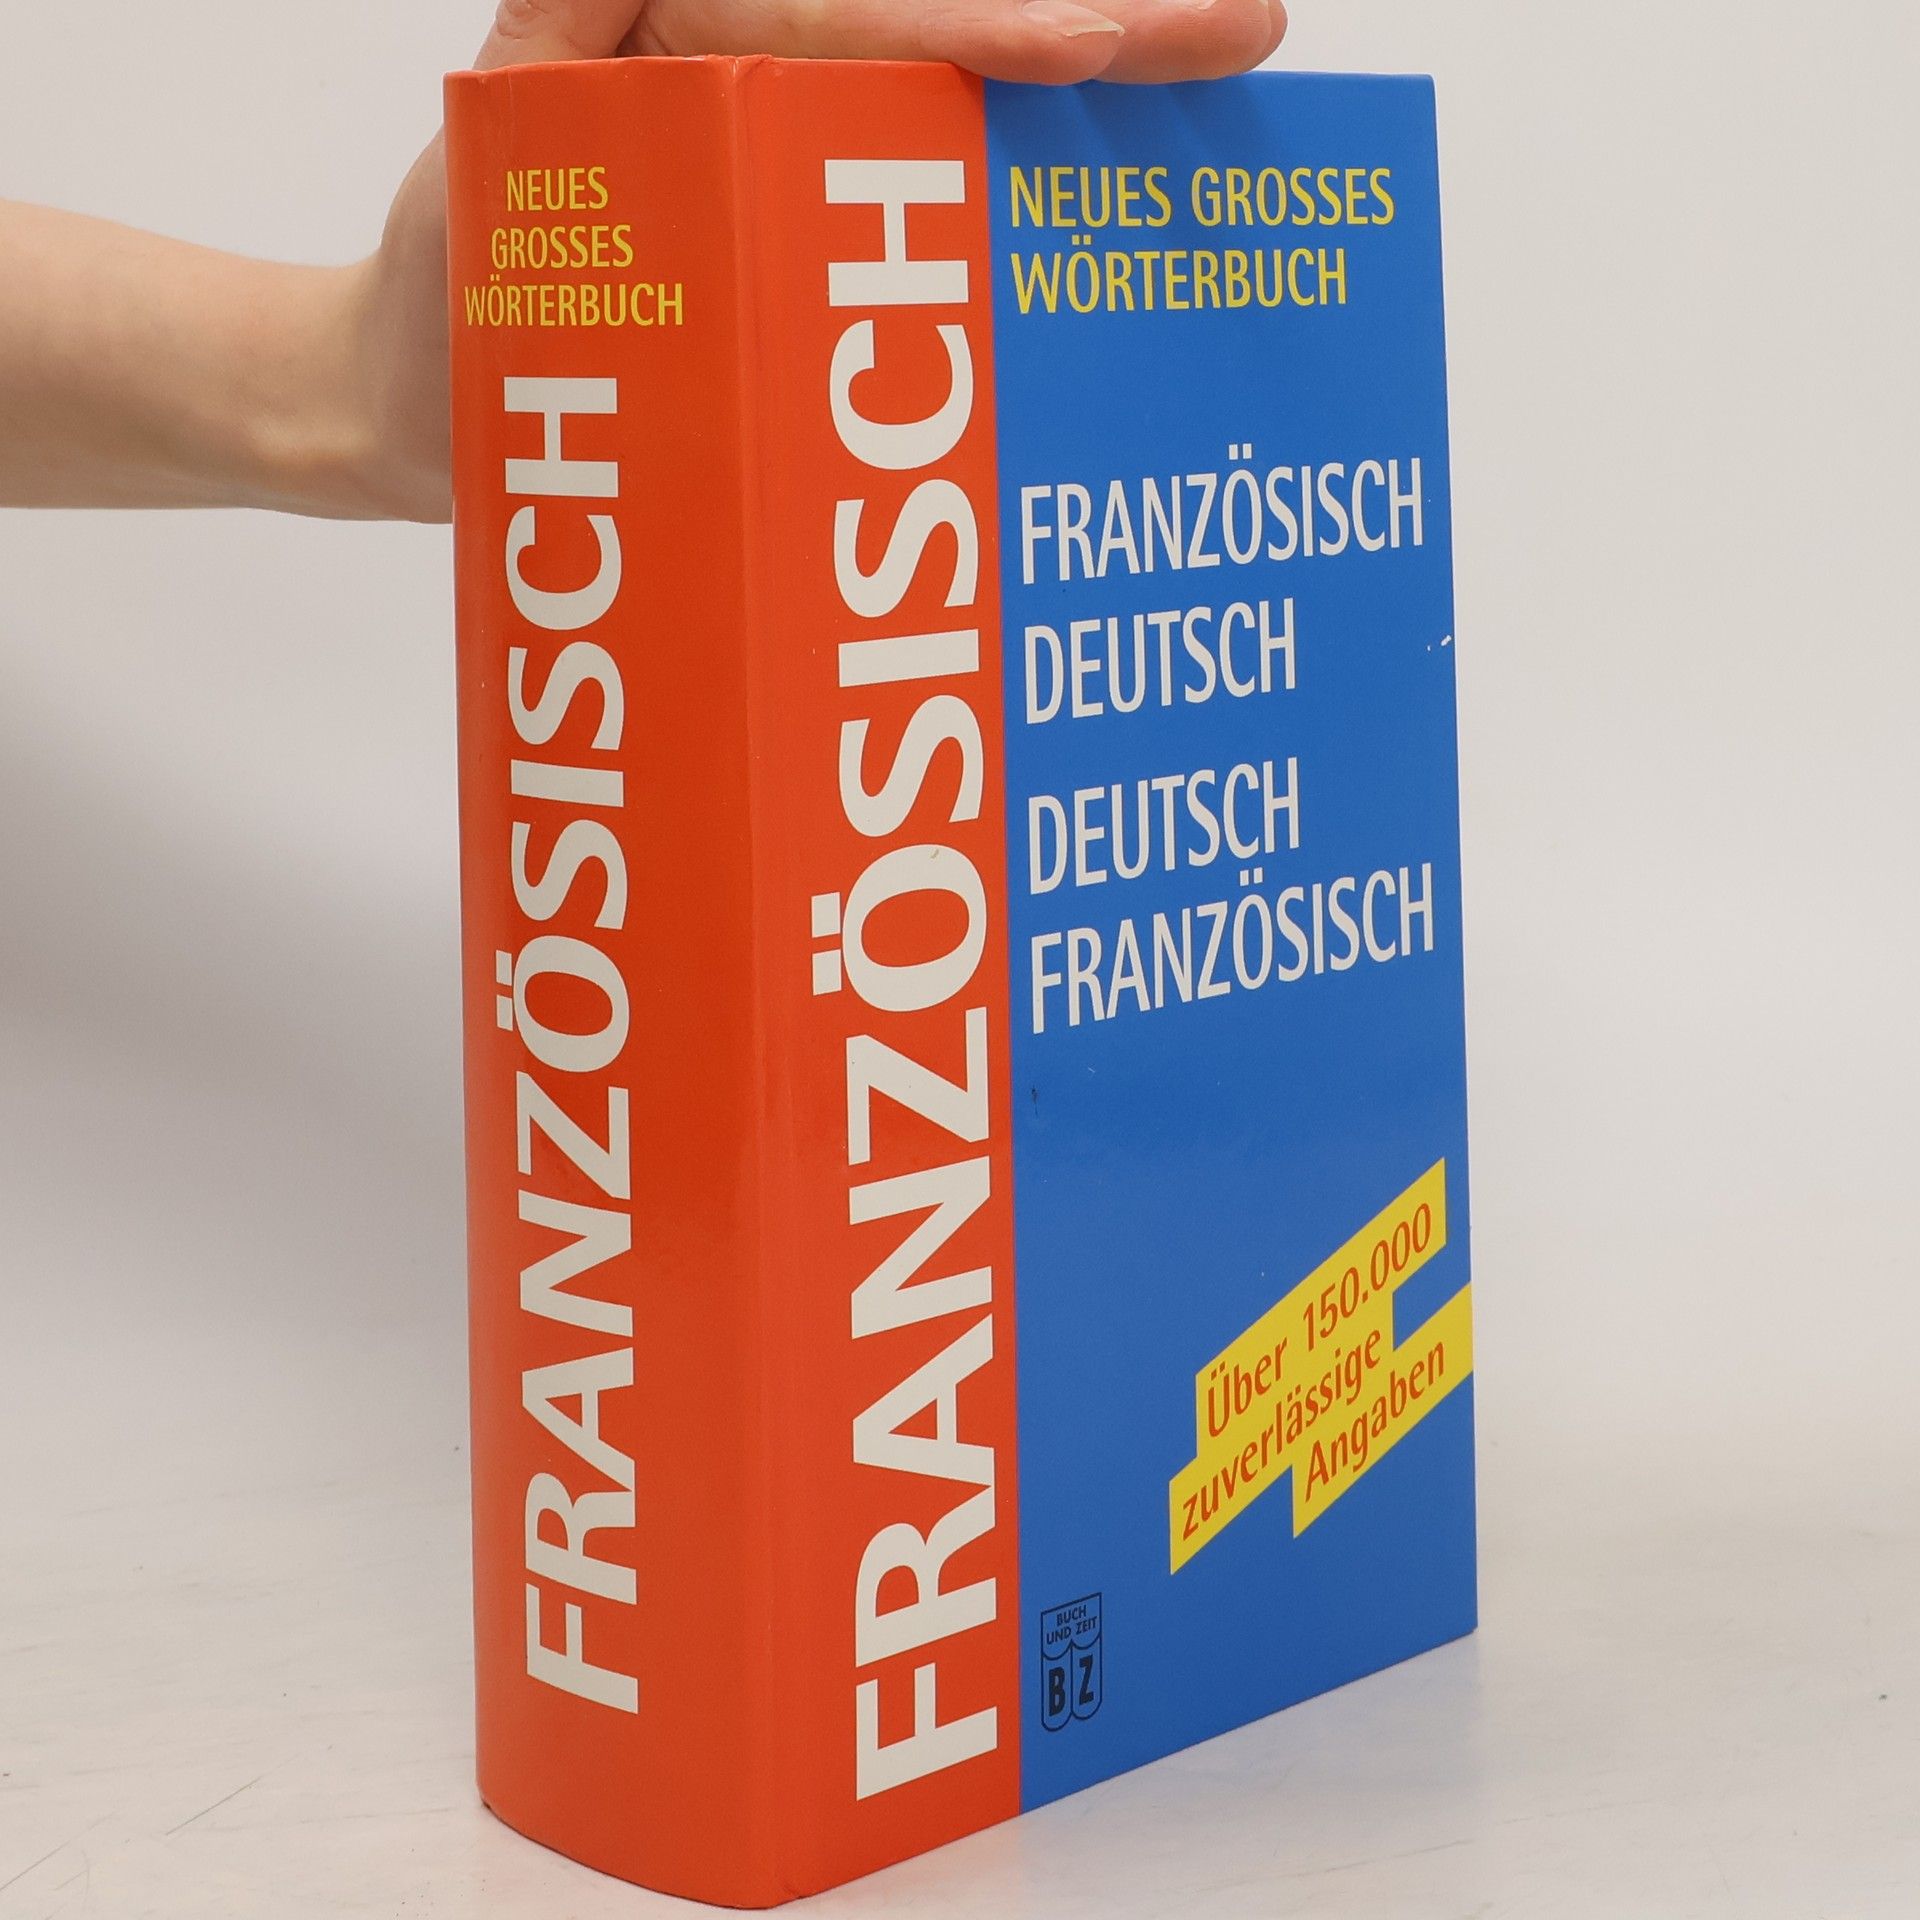 NEUES
GROSSES
WÖRTERBUCH
FRANZÖSISCH
FRANZÖSISCH
NEUES GROSSES
WÖRTERBUCH
FRANZÖSISCH
DEUTSCH
DEUTSCH
FRANZÖSISCH
Über 150.000
zuverlässige
Angaben
BUCH
UND ZEIT
B Z